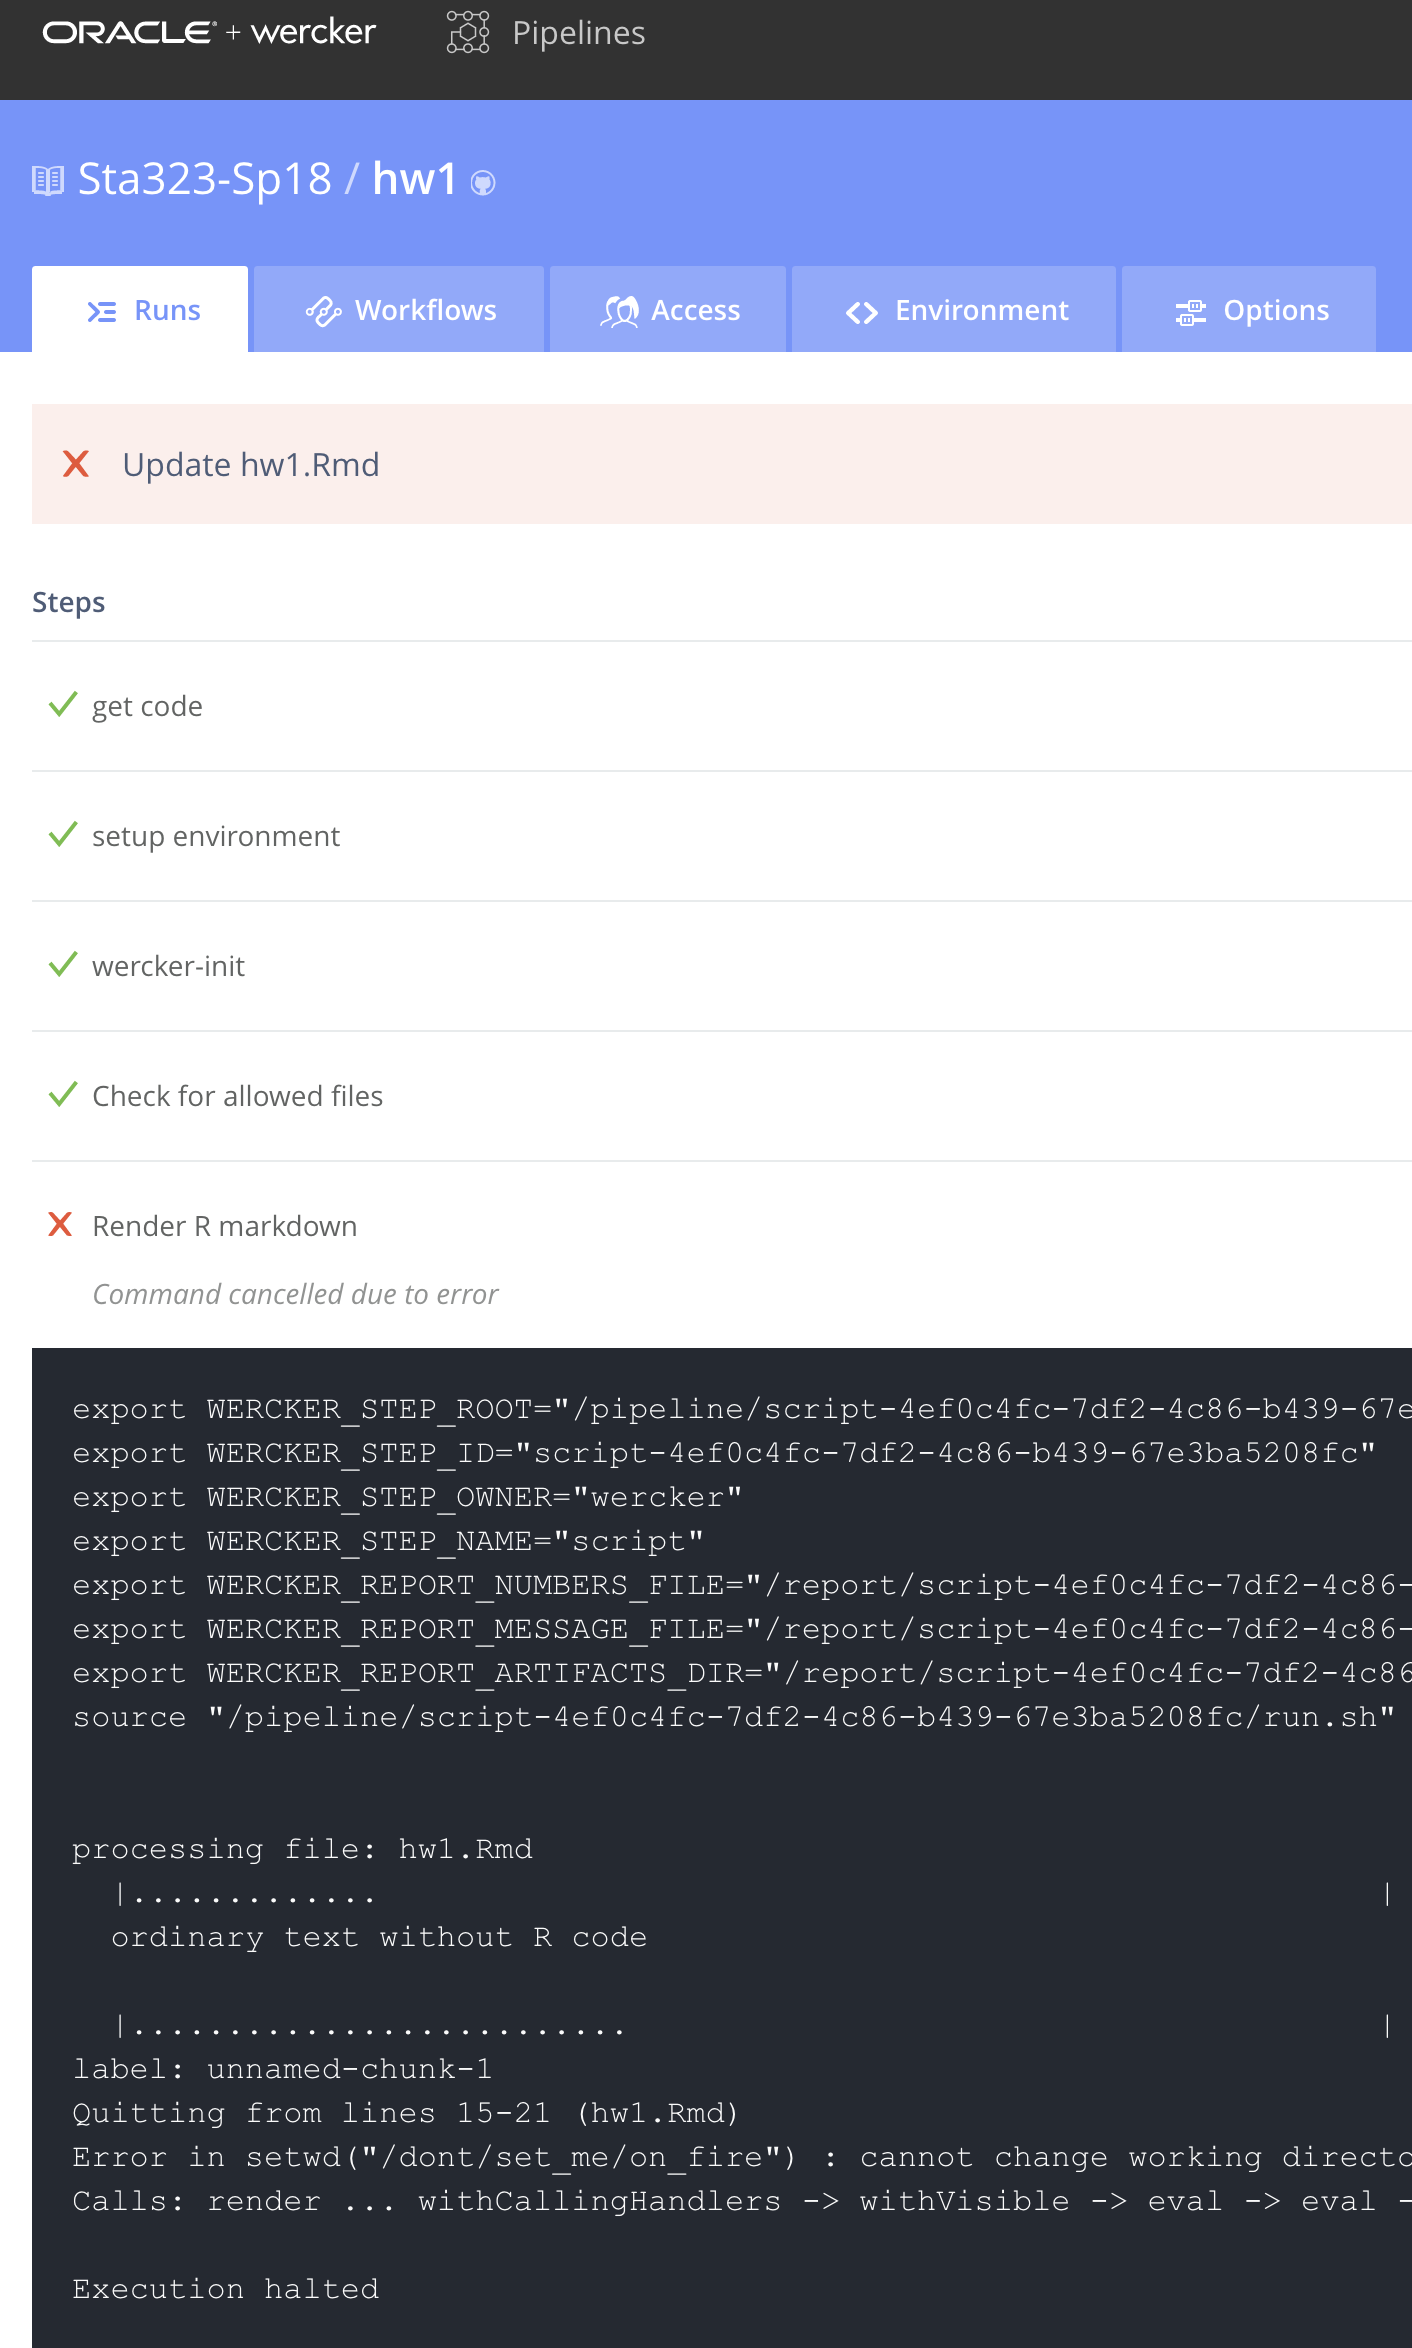 ORACLE + wercker Pipelines
Sta323-Sp18 / hw1
Runs Workflows Access Environment Options
X Update hw1.Rmd
Steps
get code
setup environment
wercker-init
Check for allowed files
X Render R markdown
Command cancelled due to error
export WERCKER_STEP_ROOT="/pipeline/script-4ef0c4fc-7df2-4c86-b439-67e
export WERCKER_STEP_ID="script-4ef0c4fc-7df2-4c86-b439-67e3ba5208fc"
export WERCKER_STEP_OWNER="wercker"
export WERCKER_STEP_NAME="script"
export WERCKER_REPORT_NUMBERS_FILE="/report/script-4ef0c4fc-7df2-4c86-
export WERCKER_REPORT_MESSAGE_FILE="/report/script-4ef0c4fc-7df2-4c86-
export WERCKER_REPORT_ARTIFACTS_DIR="/report/script-4ef0c4fc-7df2-4c86
source "/pipeline/script-4ef0c4fc-7df2-4c86-b439-67e3ba5208fc/run.sh"
processing file: hw1.Rmd
|............. |
ordinary text without R code
|.......................... |
label: unnamed-chunk-1
Quitting from lines 15-21 (hw1.Rmd)
Error in setwd("/dont/set_me/on_fire") : cannot change working directo
Calls: render ... withCallingHandlers -> withVisible -> eval -> eval -
Execution halted